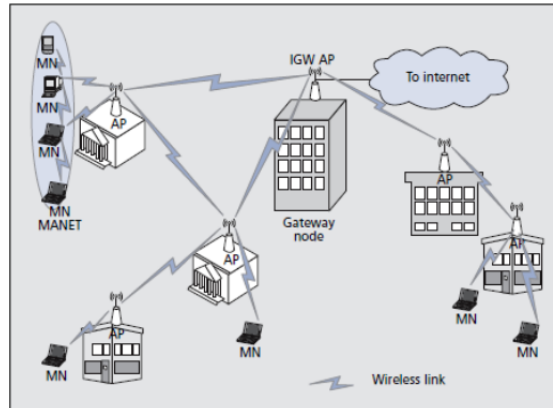 MN
IGW AP
To internet
MN
AP
MN
AP
MN
MANET
Gateway
node
AP
AP
AP
MN
MN
MN
MN
Wireless link